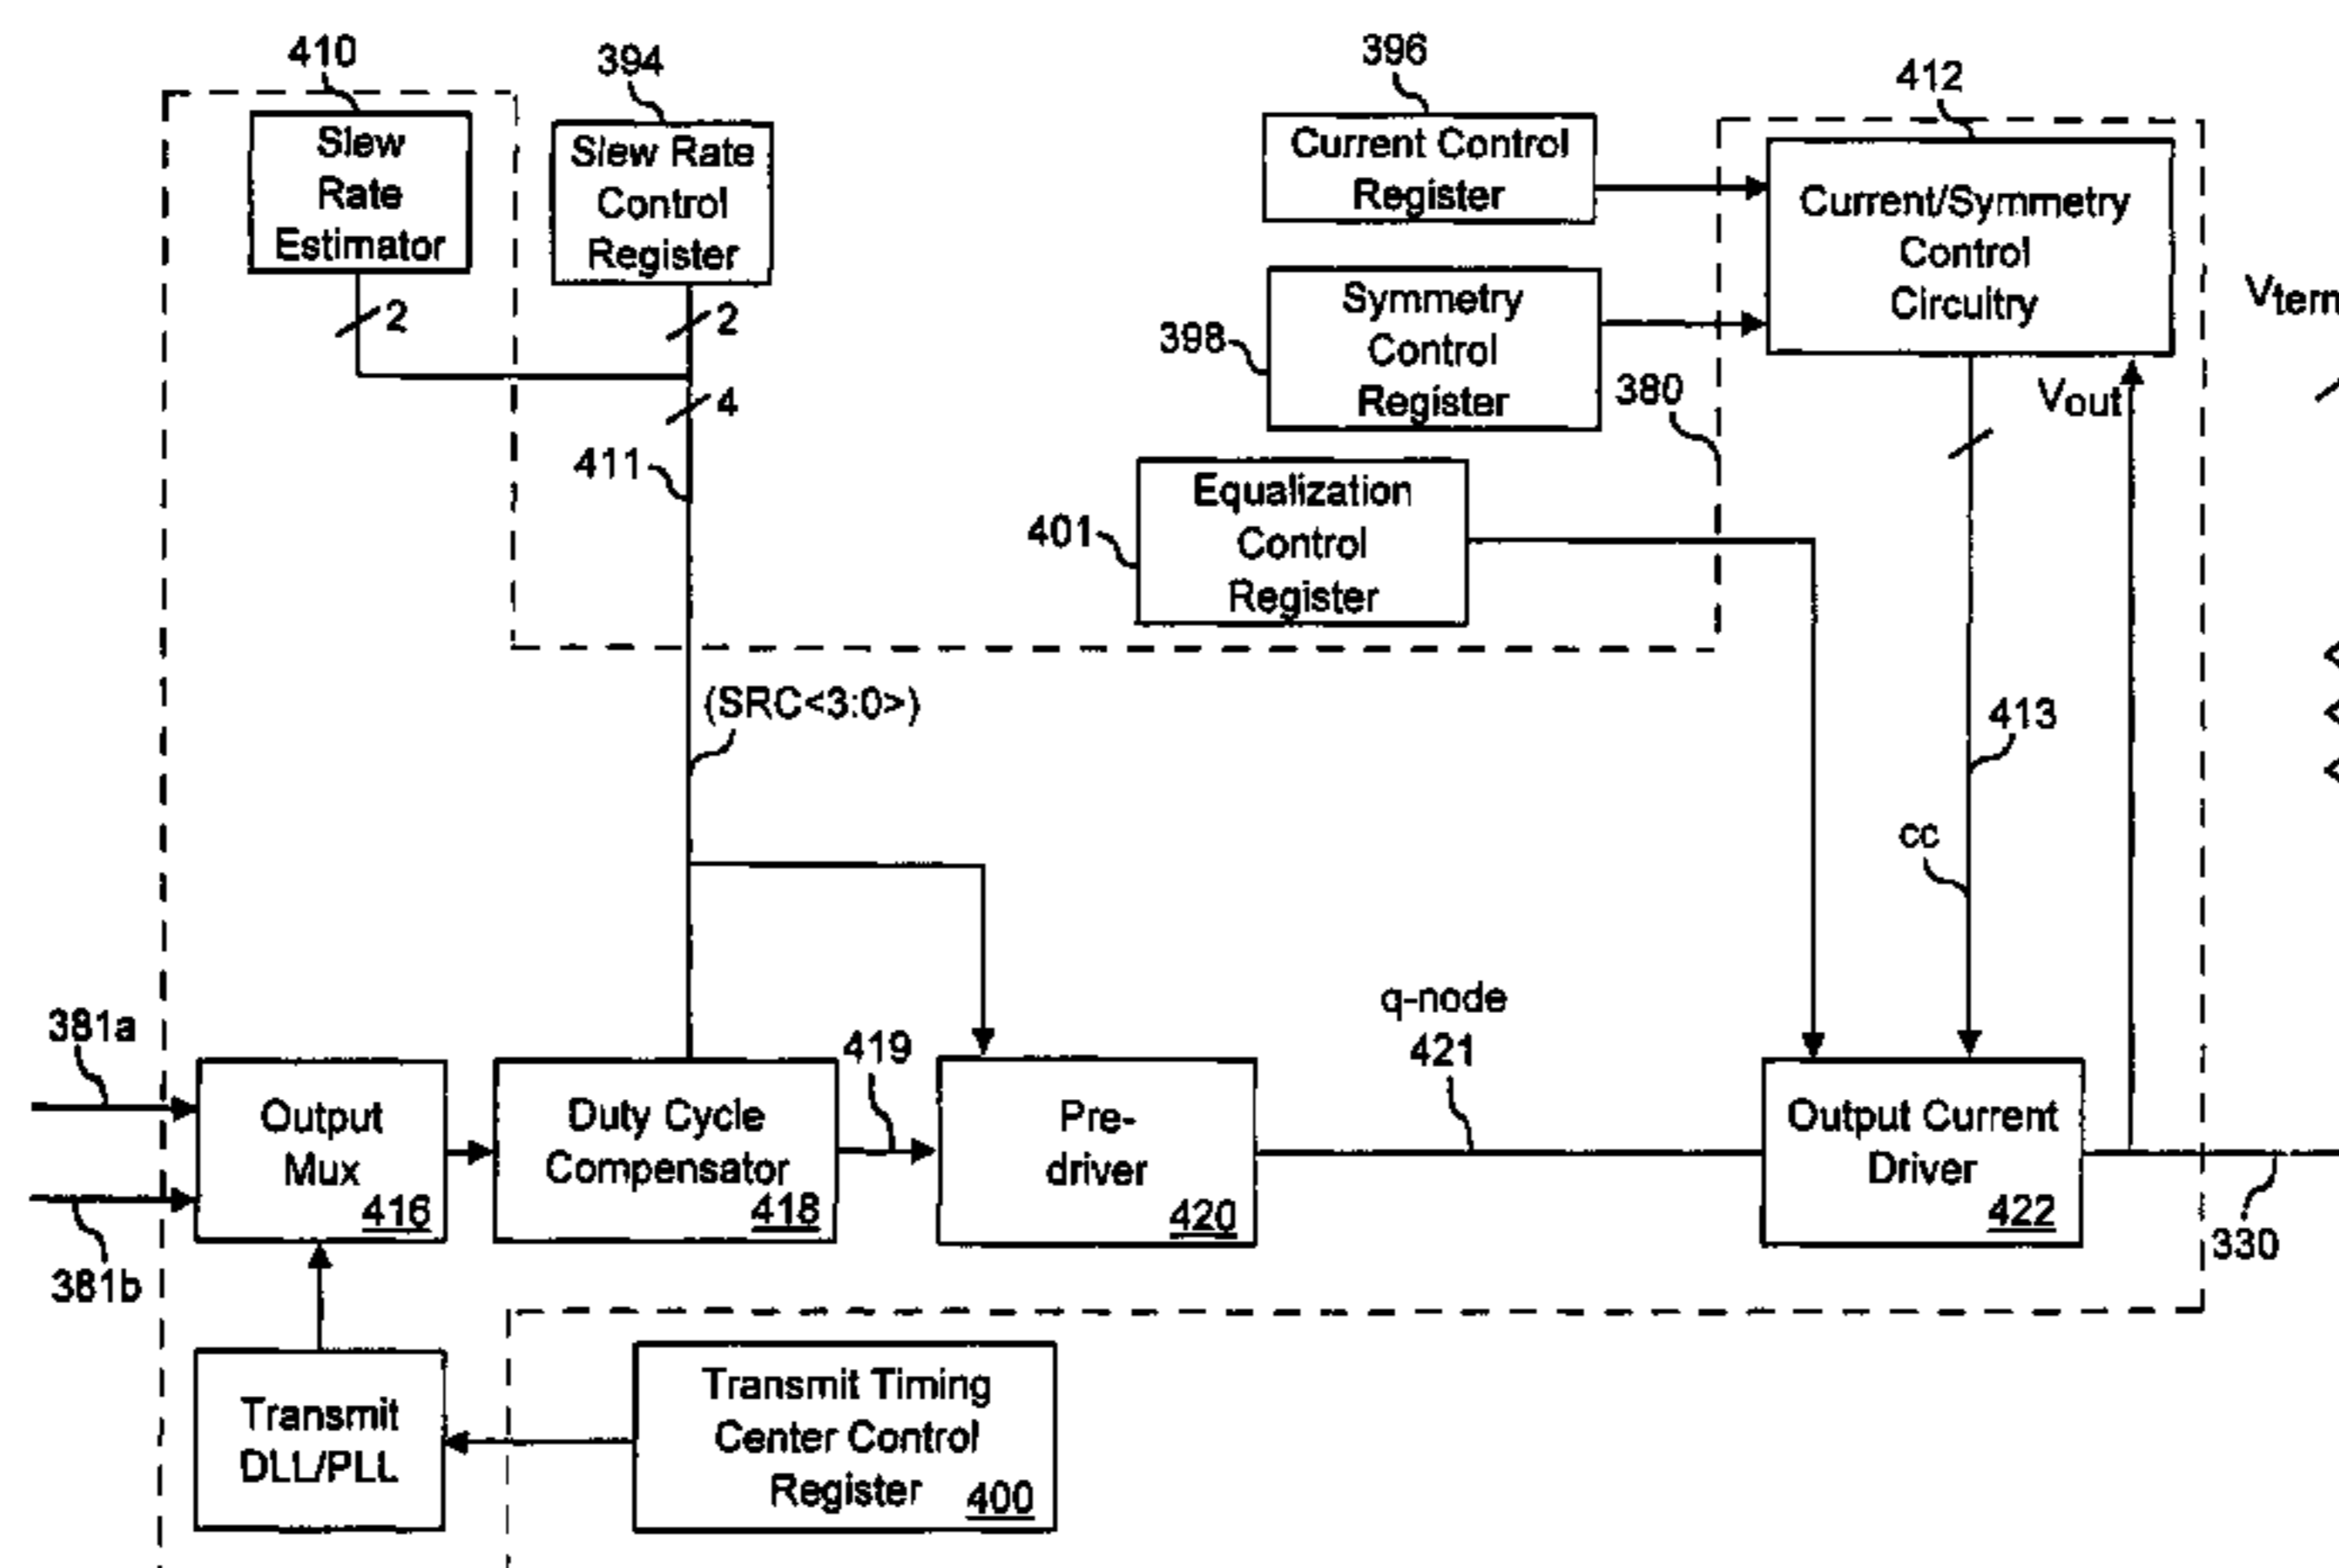 410
394
396
412
Slew
Rate
Estimator
Slew Rate
Control
Register
Current Control
Register
Current/Symmetry
Control
Circuitry
2
2
4
411
398
Symmetry
Control
Register
380
Vout
Vterm
401
Equalization
Control
Register
(SRC<3:0>)
413
cc
381a
381b
Output
Mux
416
Duty Cycle
Compensator
418
419
Pre-
driver
420
q-node
421
Output Current
Driver
422
330
Transmit
DLL/PLL
Transmit Timing
Center Control
Register
400